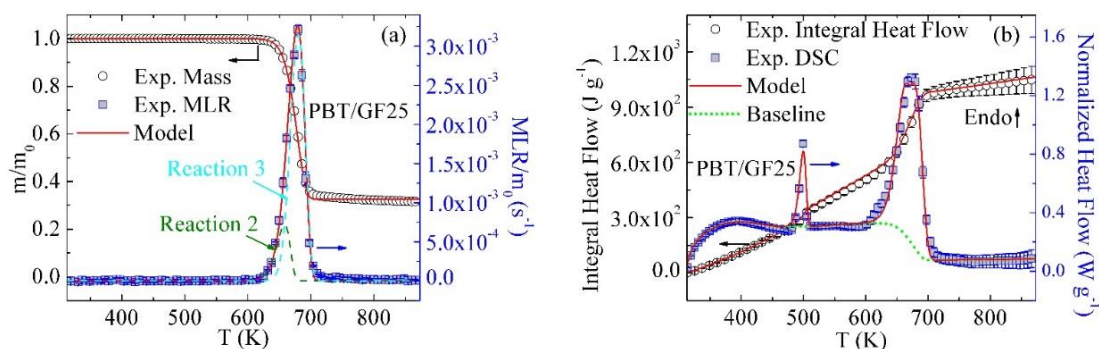 (a)
1.0
0.8
0.6
0.4
0.2
0.0
m/m₀
Exp. Mass
Exp. MLR
Model
PBT/GF25
Reaction 3
Reaction 2
3.0x10⁻³
3.0x10⁻³
2.0x10⁻³
2.0x10⁻³
1.0x10⁻³
5.0x10⁻⁴
0.0
MLR/m₀ (s⁻¹)
400 500 600 700 800
T (K)
(b)
1.2x10³
9.0x10²
6.0x10²
3.0x10²
0.0
Integral Heat Flow (J g⁻¹)
Exp. Integral Heat Flow
Exp. DSC
Model
Baseline
Endo↑
PBT/GF25
1.6
1.2
0.8
0.4
0.0
Normalized Heat Flow (W g⁻¹)
400 500 600 700 800
T (K)